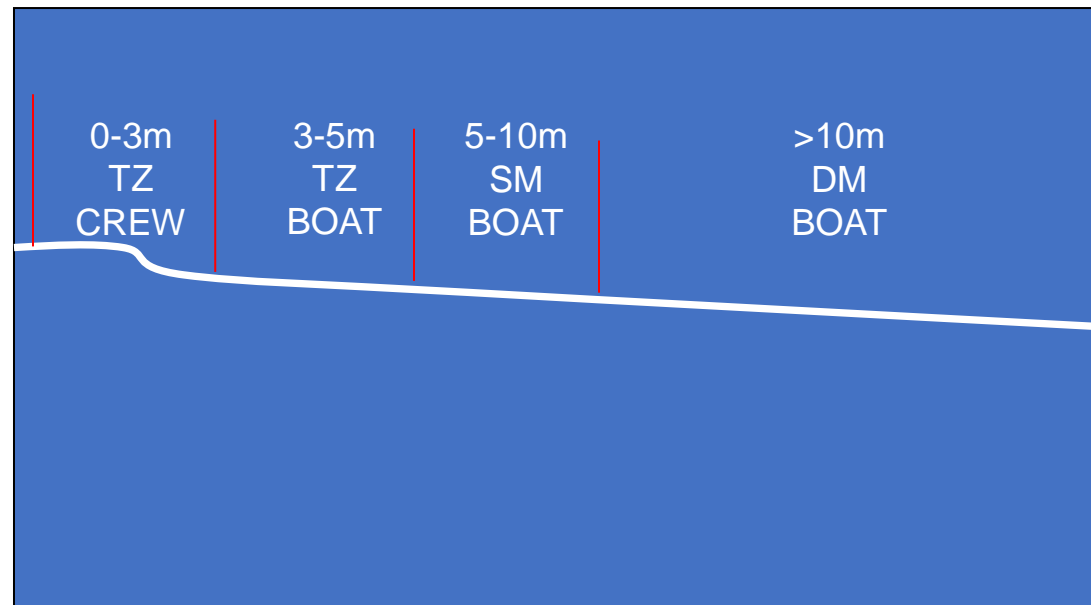 0-3m
TZ
CREW
3-5m
TZ
BOAT
5-10m
SM
BOAT
>10m
DM
BOAT